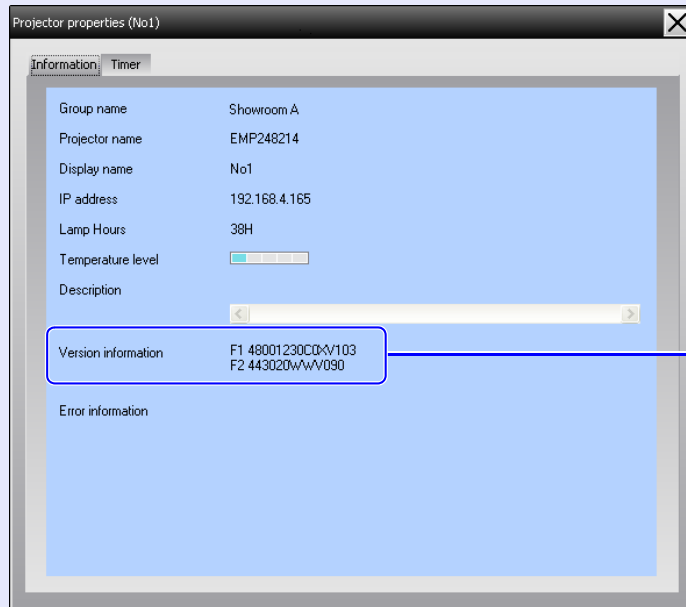 Projector properties (No1)
Information Timer
Group name Showroom A
Projector name EMP248214
Display name No1
IP address 192.168.4.165
Lamp Hours 38H
Temperature level
Description
Version information F1 48001230C0XV103
F2 443020WWV090
Error information